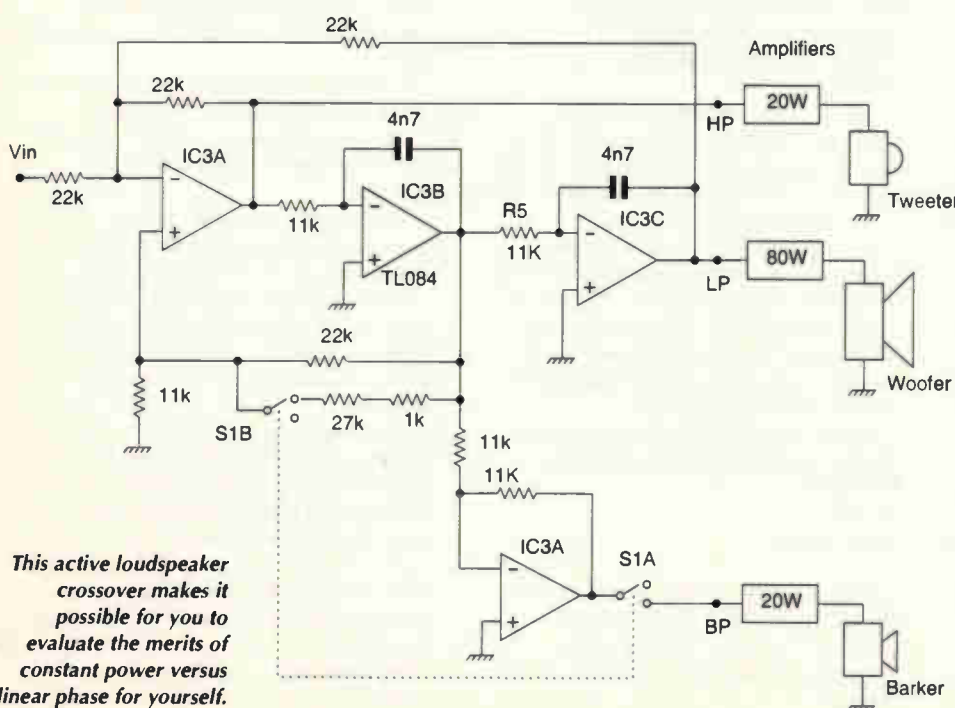 22k
Amplifiers
22k
20W
HP
4n7
Vin
IC3A
4n7
22k
IC3B
Tweeter
R5
IC3C
11k
11K
80W
TL084
LP
22k
Woofer
11k
S1B
27k
1k
11k
11K
IC3A
S1A
20W
BP
Barker
This active loudspeaker
crossover makes it
possible for you to
evaluate the merits of
constant power versus
linear phase for yourself.